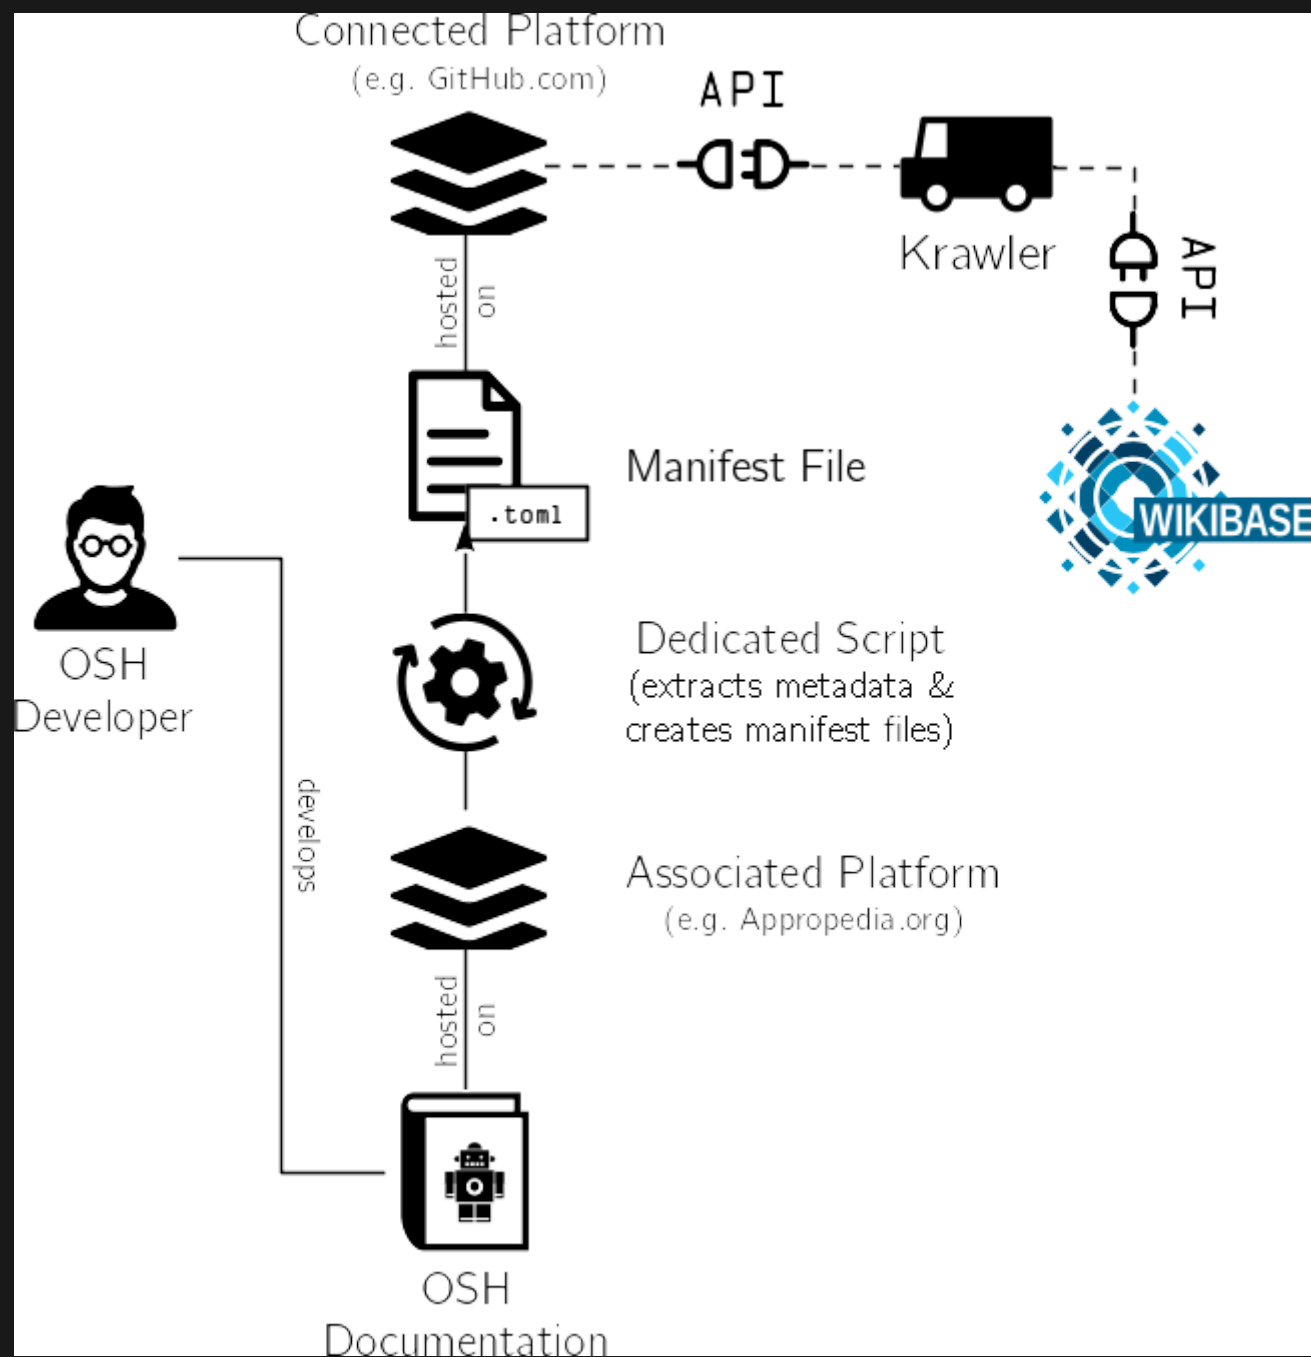 Connected Platform
(e.g. GitHub.com)
API
Krawler
API
hosted
on
Manifest File
.toml
WIKIBASE
OSH
Developer
Dedicated Script
(extracts metadata &
creates manifest files)
develops
Associated Platform
(e.g. Appropedia.org)
hosted
on
OSH
Documentation